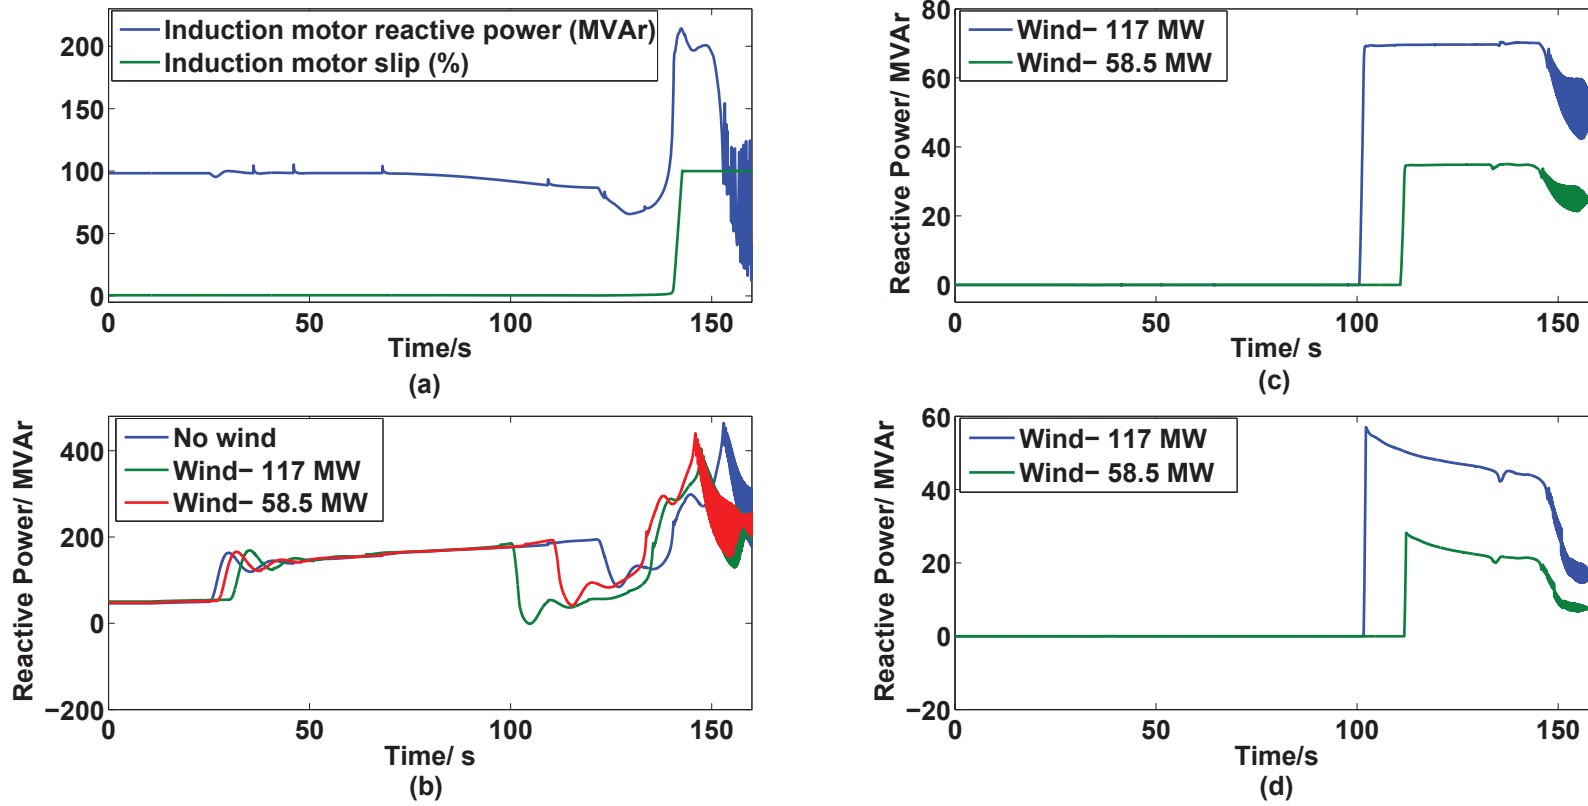 Induction motor reactive power (MVAr)
Induction motor slip (%)
200
150
100
50
0
0 50 100 150
Time/s
(a)
Reactive Power/ MVAr
No wind
Wind− 117 MW
Wind− 58.5 MW
400
200
0
−200
0 50 100 150
Time/ s
(b)
Reactive Power/ MVAr
Wind− 117 MW
Wind− 58.5 MW
80
60
40
20
0
0 50 100 150
Time/ s
(c)
Reactive Power/ MVAr
Wind− 117 MW
Wind− 58.5 MW
60
40
20
0
−20
0 50 100 150
Time/s
(d)